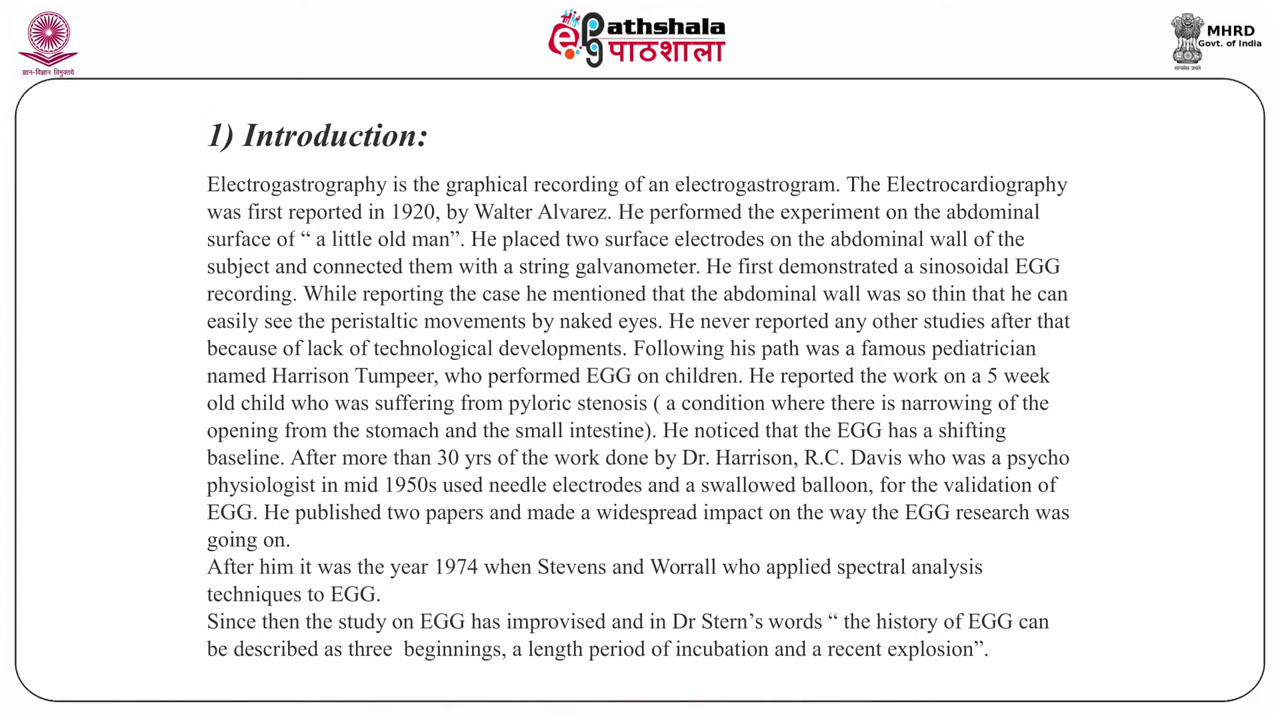 ज्ञान-विज्ञान विमुक्तये
ePathshala
पाठशाला
MHRD
Govt. of India
सत्यमेव जयते
1) Introduction:
Electrogastrography is the graphical recording of an electrogastrogram. The Electrocardiography
was first reported in 1920, by Walter Alvarez. He performed the experiment on the abdominal
surface of “ a little old man”. He placed two surface electrodes on the abdominal wall of the
subject and connected them with a string galvanometer. He first demonstrated a sinosoidal EGG
recording. While reporting the case he mentioned that the abdominal wall was so thin that he can
easily see the peristaltic movements by naked eyes. He never reported any other studies after that
because of lack of technological developments. Following his path was a famous pediatrician
named Harrison Tumpeer, who performed EGG on children. He reported the work on a 5 week
old child who was suffering from pyloric stenosis ( a condition where there is narrowing of the
opening from the stomach and the small intestine). He noticed that the EGG has a shifting
baseline. After more than 30 yrs of the work done by Dr. Harrison, R.C. Davis who was a psycho
physiologist in mid 1950s used needle electrodes and a swallowed balloon, for the validation of
EGG. He published two papers and made a widespread impact on the way the EGG research was
going on.
After him it was the year 1974 when Stevens and Worrall who applied spectral analysis
techniques to EGG.
Since then the study on EGG has improvised and in Dr Stern’s words “ the history of EGG can
be described as three  beginnings, a length period of incubation and a recent explosion”.